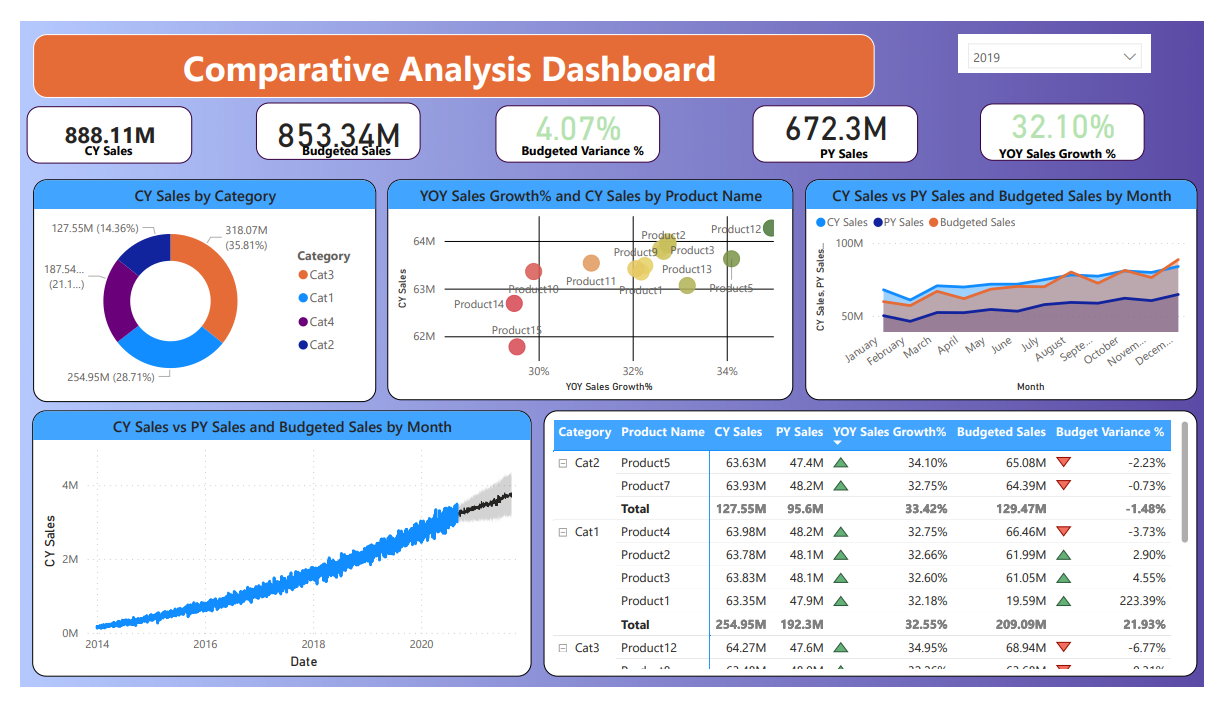 Comparative Analysis Dashboard
2019
888.11M
CY Sales
853.34M
Budgeted Sales
4.07%
Budgeted Variance %
672.3M
PY Sales
32.10%
YOY Sales Growth %
CY Sales by Category
127.55M (14.36%)
318.07M
(35.81%)
187.54...
(21.1...)
254.95M (28.71%)
Category
Cat3
Cat1
Cat4
Cat2
YOY Sales Growth% and CY Sales by Product Name
CY Sales
64M
63M
62M
Product12
Product2
Product9
Product3
Product13
Product11
Product10
Product1
Product5
Product14
Product15
30%
32%
34%
YOY Sales Growth%
CY Sales vs PY Sales and Budgeted Sales by Month
CY Sales PY Sales Budgeted Sales
CY Sales, PY Sales...
100M
50M
January
February
March
April
May
June
July
August
Septe...
October
Novem...
Decem...
Month
CY Sales vs PY Sales and Budgeted Sales by Month
CY Sales
4M
2M
0M
2014 2016 2018 2020
Date
Category Product Name CY Sales PY Sales YOY Sales Growth% Budgeted Sales Budget Variance %
Cat2 Product5 63.63M 47.4M 34.10% 65.08M -2.23%
Product7 63.93M 48.2M 32.75% 64.39M -0.73%
Total 127.55M 95.6M 33.42% 129.47M -1.48%
Cat1 Product4 63.98M 48.2M 32.75% 66.46M -3.73%
Product2 63.78M 48.1M 32.66% 61.99M 2.90%
Product3 63.83M 48.1M 32.60% 61.05M 4.55%
Product1 63.35M 47.9M 32.18% 19.59M 223.39%
Total 254.95M 192.3M 32.55% 209.09M 21.93%
Cat3 Product12 64.27M 47.6M 34.95% 68.94M -6.77%